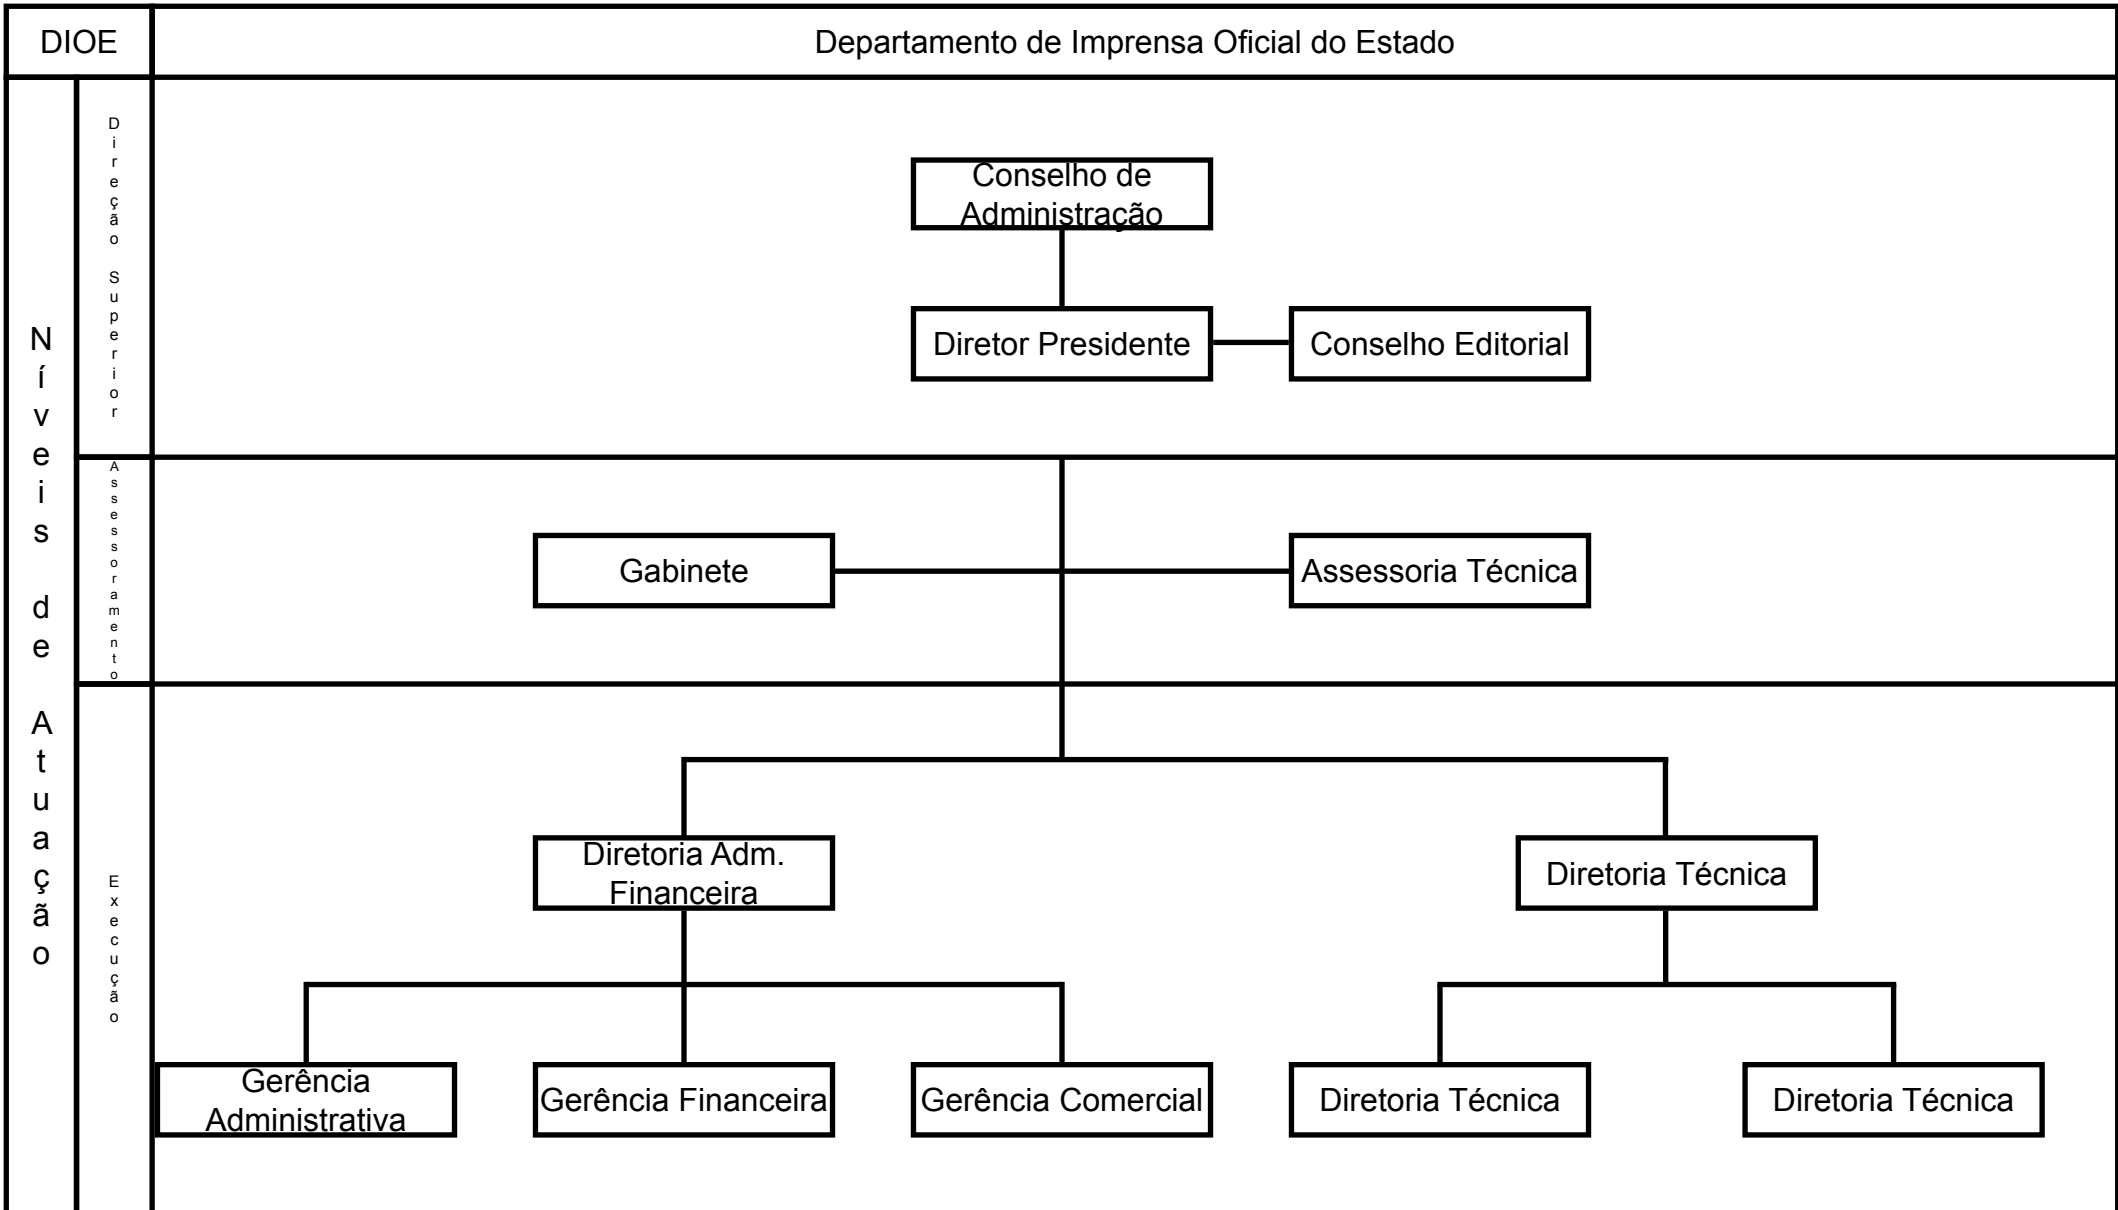 DIOE
Departamento de Imprensa Oficial do Estado
Níveis de Atuação
Direção Superior
Conselho de
Administração
Diretor Presidente
Conselho Editorial
Assessoramento
Gabinete
Assessoria Técnica
Execução
Diretoria Adm.
Financeira
Diretoria Técnica
Gerência
Administrativa
Gerência Financeira
Gerência Comercial
Diretoria Técnica
Diretoria Técnica